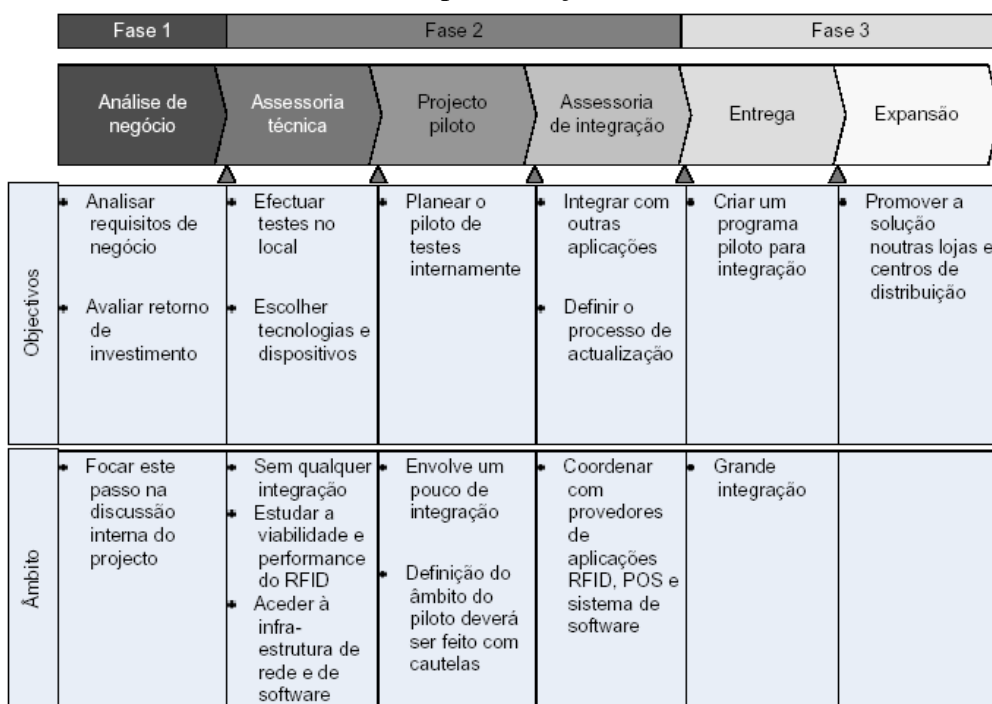 Fase 1
Fase 2
Fase 3
Análise de
negócio
Assessoria
técnica
Projecto
piloto
Assessoria
de integração
Entrega
Expansão
Objectivos
Analisar
requisitos de
negócio
Avaliar retorno
de
investimento
Efectuar
testes no
local
Escolher
tecnologias e
dispositivos
Planear o
piloto de
testes
internamente
Integrar com
outras
aplicações
Definir o
processo de
actualização
Criar um
programa
piloto para
integração
Promover a
solução
noutras lojas e
centros de
distribuição
Âmbito
Focar este
passo na
discussão
interna do
projecto
Sem qualquer
integração
Estudar a
viabilidade e
performance
do RFID
Aceder à
infra-
estrutura de
rede e de
software
Envolve um
pouco de
integração
Definição do
âmbito do
piloto deverá
ser feito com
cautelas
Coordenar
com
provedores
de
aplicações
RFID, POS e
sistema de
software
Grande
integração